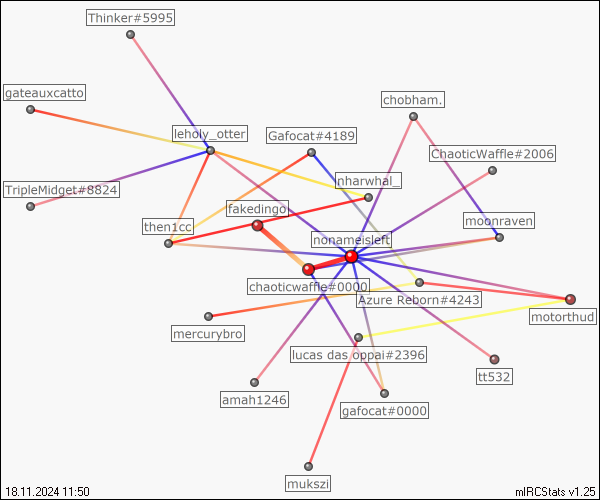 Thinker#5995
gateauxcatto
chobham.
leholy_otter
Gafocat#4189
ChaoticWaffle#2006
nharwhal_
TripleMidget#8824
fakedingo
moonraven
then1cc
nonameisleft
chaoticwaffle#0000
Azure Reborn#4243
motorthud
mercurybro
lucas das oppai#2396
tt532
amah1246
gafocat#0000
mukszi
18.11.2024 11:50
mIRCStats v1.25